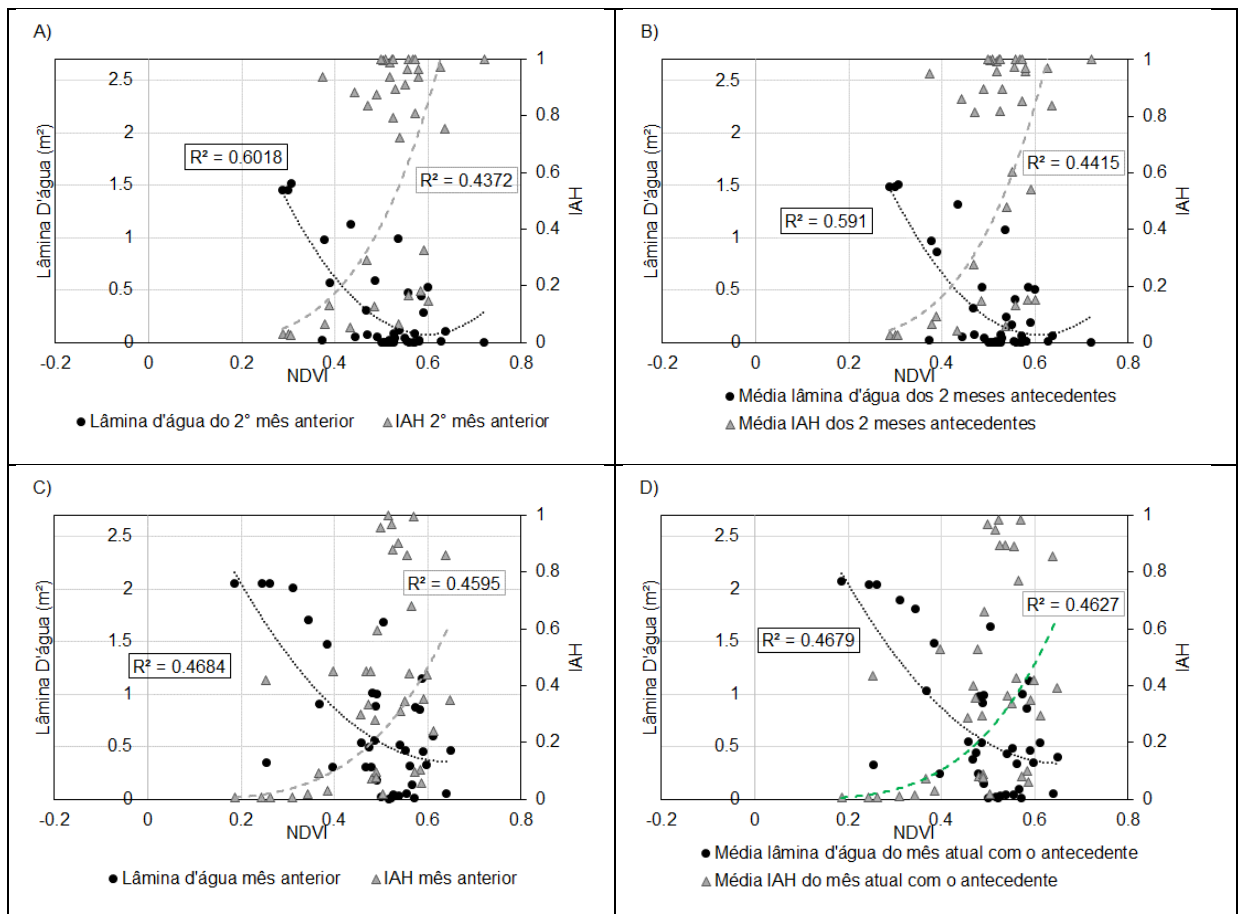 A)
2.5
2
1.5
1
0.5
0
1
0.8
0.6
0.4
0.2
0
-0.2
0
0.2
0.4
0.6
0.8
Lâmina D'água (m²)
IAH
NDVI
R² = 0.6018
R² = 0.4372
Lâmina d'água do 2° mês anterior
IAH 2° mês anterior
B)
2.5
2
1.5
1
0.5
0
1
0.8
0.6
0.4
0.2
0
-0.2
0
0.2
0.4
0.6
0.8
Lâmina D'água (m²)
IAH
NDVI
R² = 0.591
R² = 0.4415
Média lâmina d'água dos 2 meses antecedentes
Média IAH dos 2 meses antecedentes
C)
2.5
2
1.5
1
0.5
0
1
0.8
0.6
0.4
0.2
0
-0.2
0
0.2
0.4
0.6
0.8
Lâmina D'água (m²)
IAH
NDVI
R² = 0.4684
R² = 0.4595
Lâmina d'água mês anterior
IAH mês anterior
D)
2.5
2
1.5
1
0.5
0
1
0.8
0.6
0.4
0.2
0
-0.2
0
0.2
0.4
0.6
0.8
Lâmina D'água (m²)
IAH
NDVI
R² = 0.4679
R² = 0.4627
Média lâmina d'água do mês atual com o antecedente
Média IAH do mês atual com o antecedente